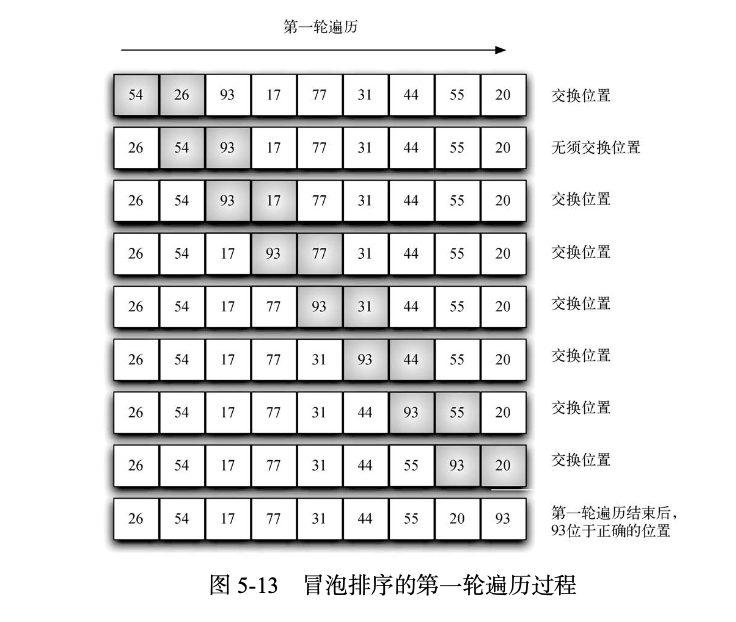 第一轮遍历
54 26 93 17 77 31 44 55 20 交换位置
26 54 93 17 77 31 44 55 20 无须交换位置
26 54 93 17 77 31 44 55 20 交换位置
26 54 17 93 77 31 44 55 20 交换位置
26 54 17 77 93 31 44 55 20 交换位置
26 54 17 77 31 93 44 55 20 交换位置
26 54 17 77 31 44 93 55 20 交换位置
26 54 17 77 31 44 55 93 20 交换位置
26 54 17 77 31 44 55 20 93 第一轮遍历结束后，
93位于正确的位置
图 5-13 冒泡排序的第一轮遍历过程